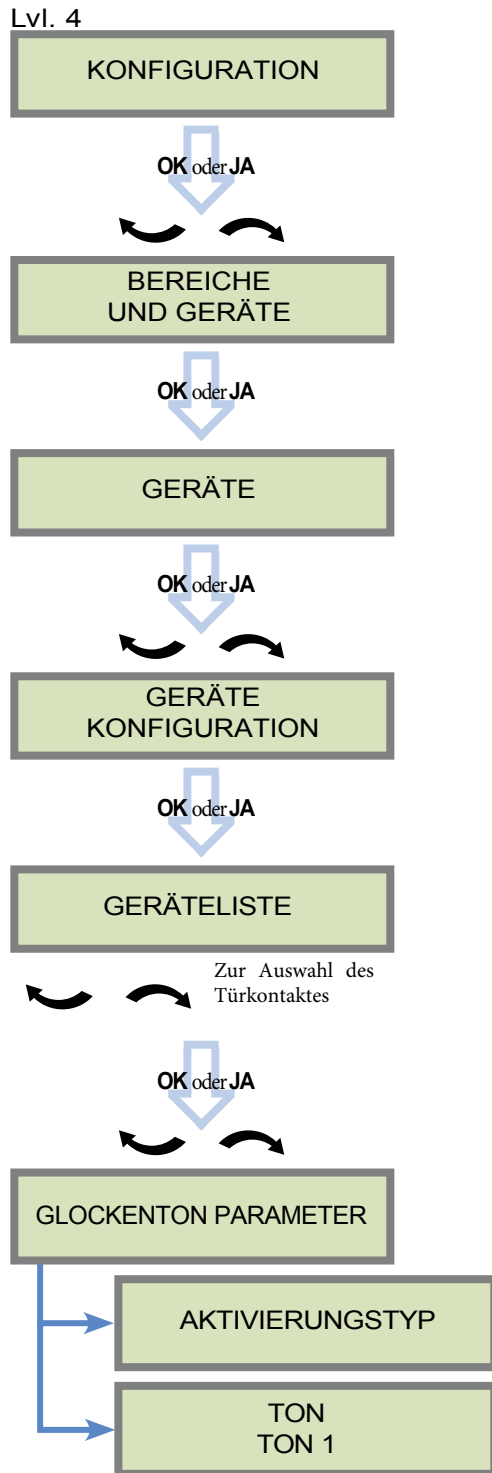 Lvl. 4
KONFIGURATION
OK oder JA
BEREICHE
UND GERÄTE
OK oder JA
GERÄTE
OK oder JA
GERÄTE
KONFIGURATION
OK oder JA
GERÄTELISTE
Zur Auswahl des
Türkontaktes
OK oder JA
GLOCKENTON PARAMETER
AKTIVIERUNGSTYP
TON
TON 1